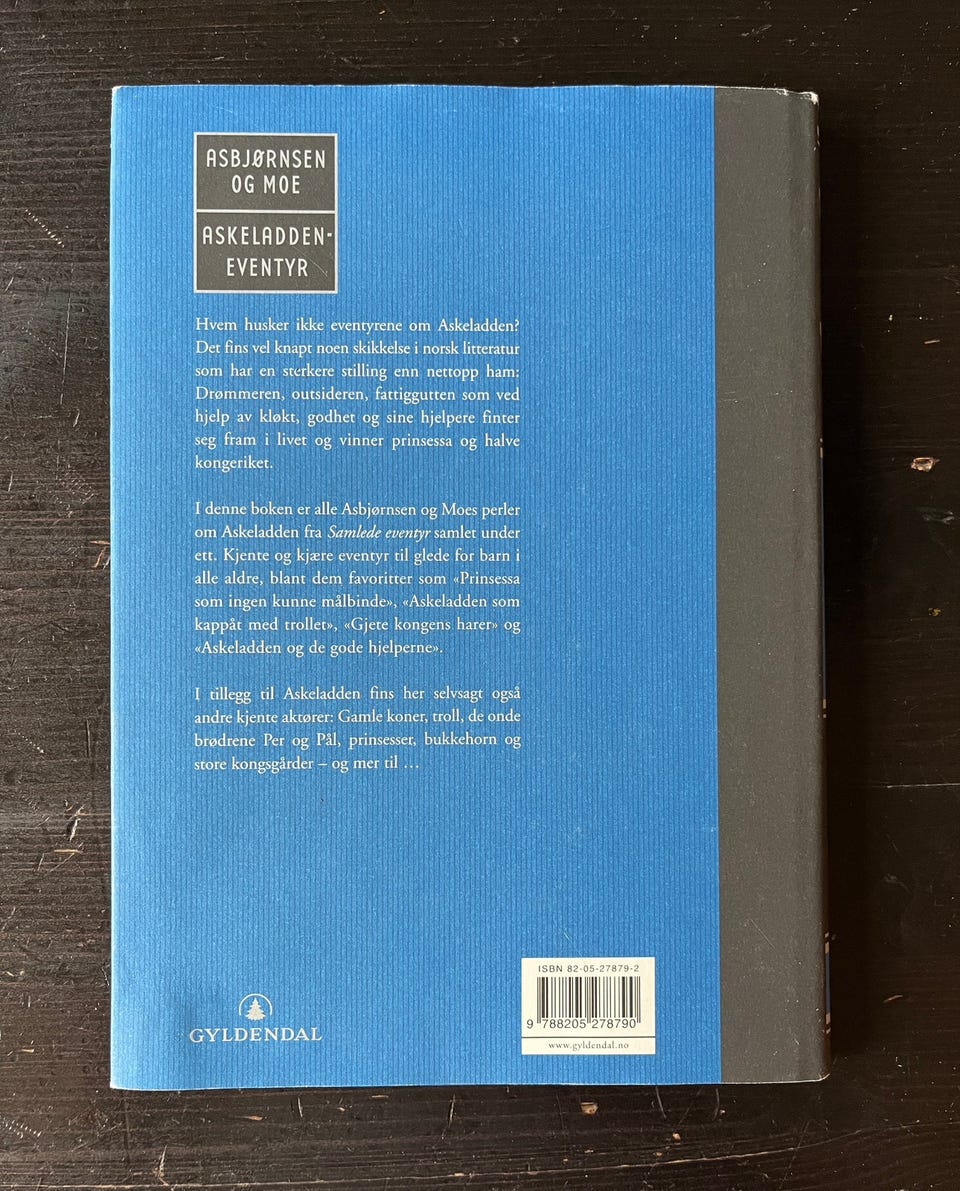 ASBJØRNSEN
OG MOE
ASKELADDEN-
EVENTYR
Hvem husker ikke eventyrene om Askeladden?
Det fins vel knapt noen skikkelse i norsk litteratur
som har en sterkere stilling enn nettopp ham:
Drømmeren, outsideren, fattiggutten som ved
hjelp av kløkt, godhet og sine hjelpere finter
seg fram i livet og vinner prinsessa og halve
kongeriket.
I denne boken er alle Asbjørnsen og Moes perler
om Askeladden fra Samlede eventyr samlet under
ett. Kjente og kjære eventyr til glede for barn i
alle aldre, blant dem favoritter som «Prinsessa
som ingen kunne målbinde», «Askeladden som
kappåt med trollet», «Gjete kongens harer» og
«Askeladden og de gode hjelperne».
I tillegg til Askeladden fins her selvsagt også
andre kjente aktører: Gamle koner, troll, de onde
brødrene Per og Pål, prinsesser, bukkehorn og
store kongsgårder – og mer til …
ISBN 82-05-27879-2
9 788205 278790
www.gyldendal.no
GYLDENDAL